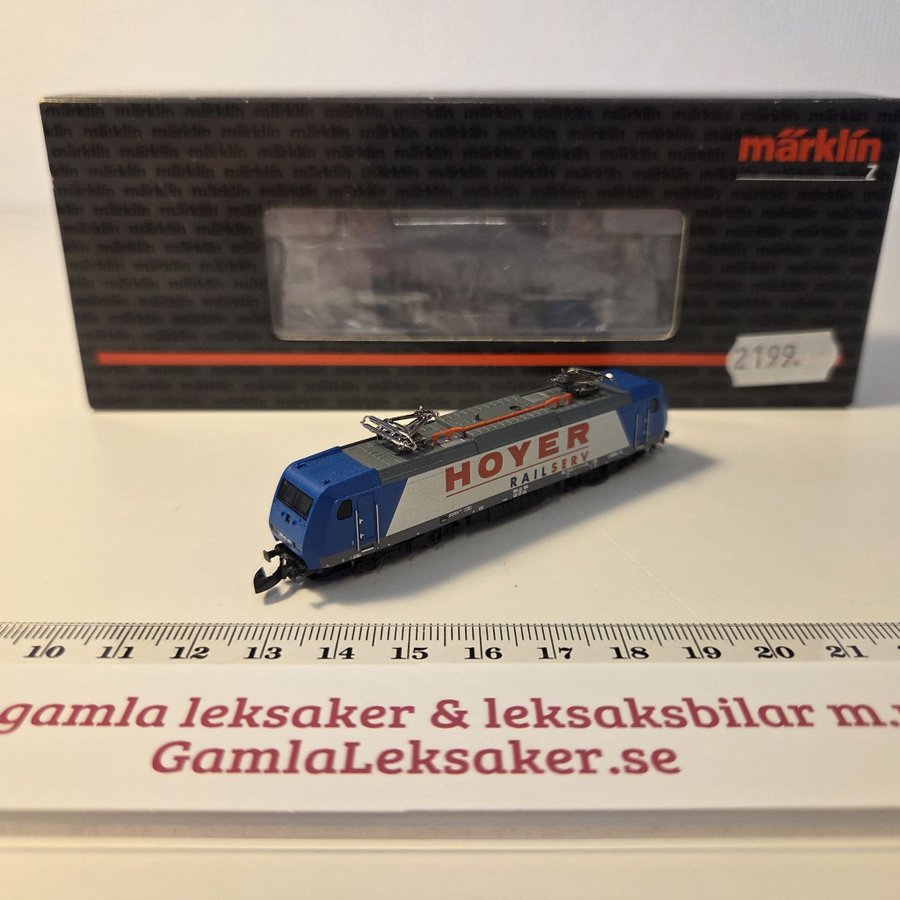 märklin
Z
2199.
HOYER
RAILSERV
10 11 12 13 14 15 16 17 18 19 20 21
gamla leksaker & leksaksbilar m.
GamlaLeksaker.se